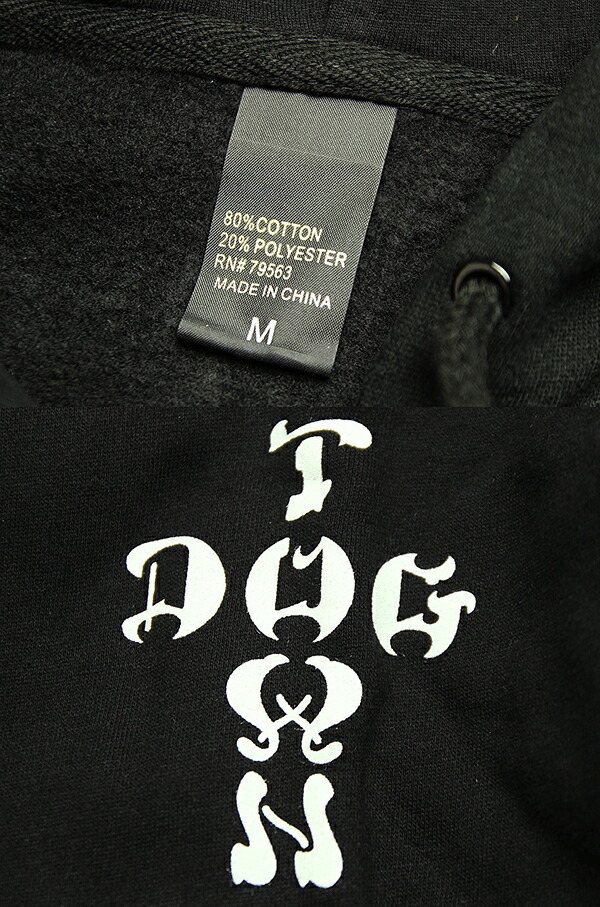 80%COTTON
20% POLYESTER
RN# 79563
MADE IN CHINA
M
T
DOG
W
N